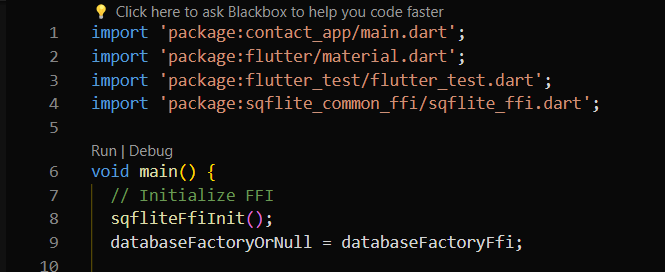 Click here to ask Blackbox to help you code faster
1 import 'package:contact_app/main.dart';
2 import 'package:flutter/material.dart';
3 import 'package:flutter_test/flutter_test.dart';
4 import 'package:sqflite_common_ffi/sqflite_ffi.dart';
5
Run | Debug
6 void main() {
7 // Initialize FFI
8 sqfliteFfiInit();
9 databaseFactoryOrNull = databaseFactoryFfi;
10